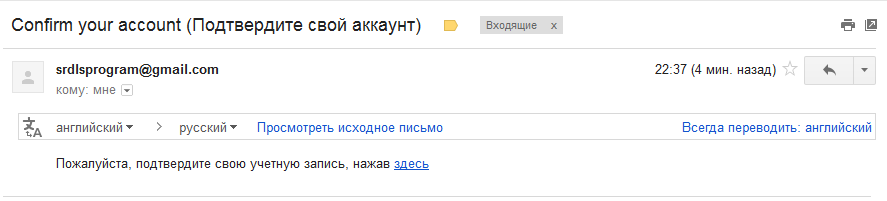 Confirm your account (Подтвердите свой аккаунт) Входящие x
srdlsprogram@gmail.com 22:37 (4 мин. назад)
кому: мне
английский русский Просмотреть исходное письмо Всегда переводить: английский
Пожалуйста, подтвердите свою учетную запись, нажав здесь